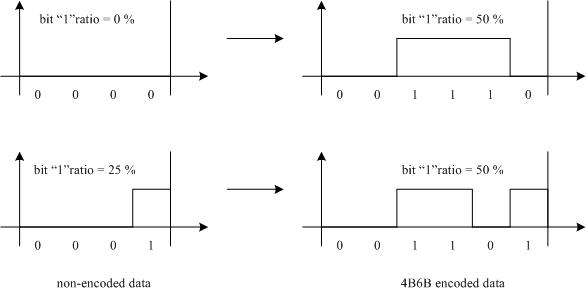 bit “1”ratio = 0 %
bit “1”ratio = 50 %
0 0 0 0
0 0 1 1 1 0
bit “1”ratio = 25 %
bit “1”ratio = 50 %
0 0 0 1
0 0 1 1 0 1
non-encoded data
4B6B encoded data